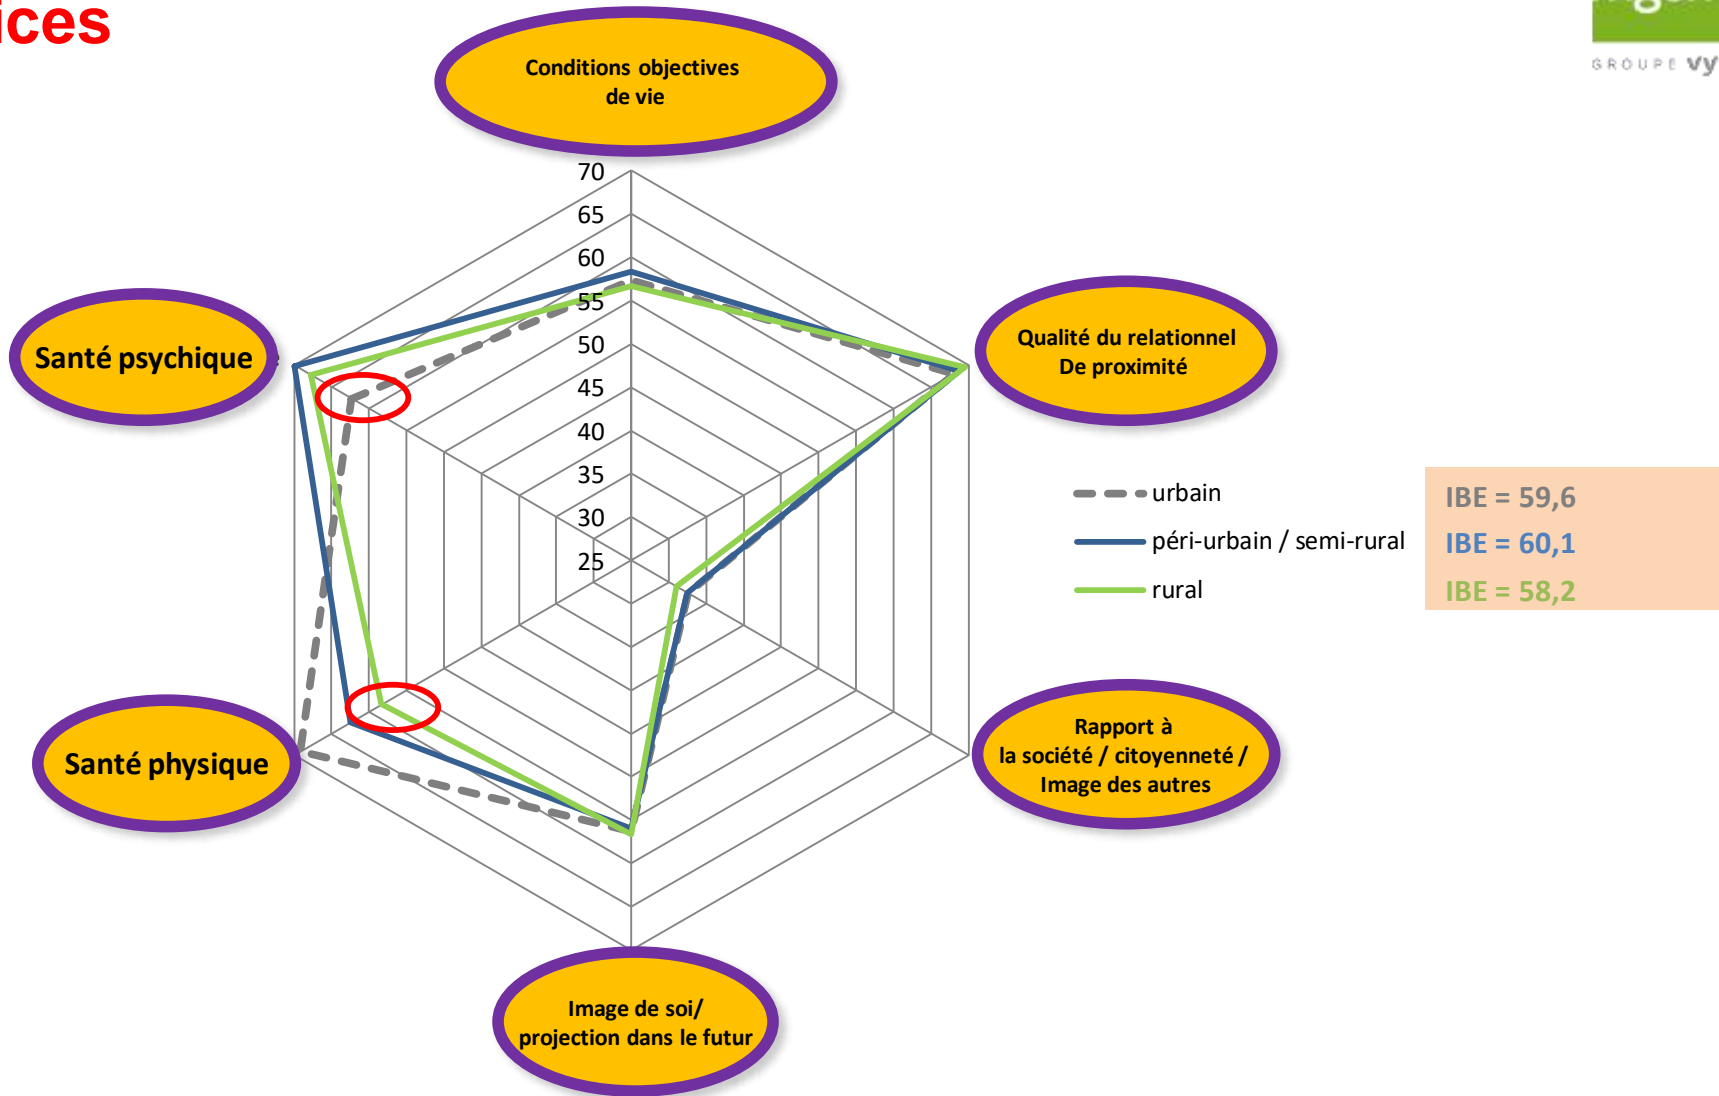 Conditions objectives
de vie
70
65
60
55
50
45
40
35
30
25
Santé psychique
Qualité du relationnel
De proximité
urbain
péri-urbain / semi-rural
rural
IBE = 59,6
IBE = 60,1
IBE = 58,2
Santé physique
Rapport à
la société / citoyenneté /
Image des autres
Image de soi/
projection dans le futur
GROUPE